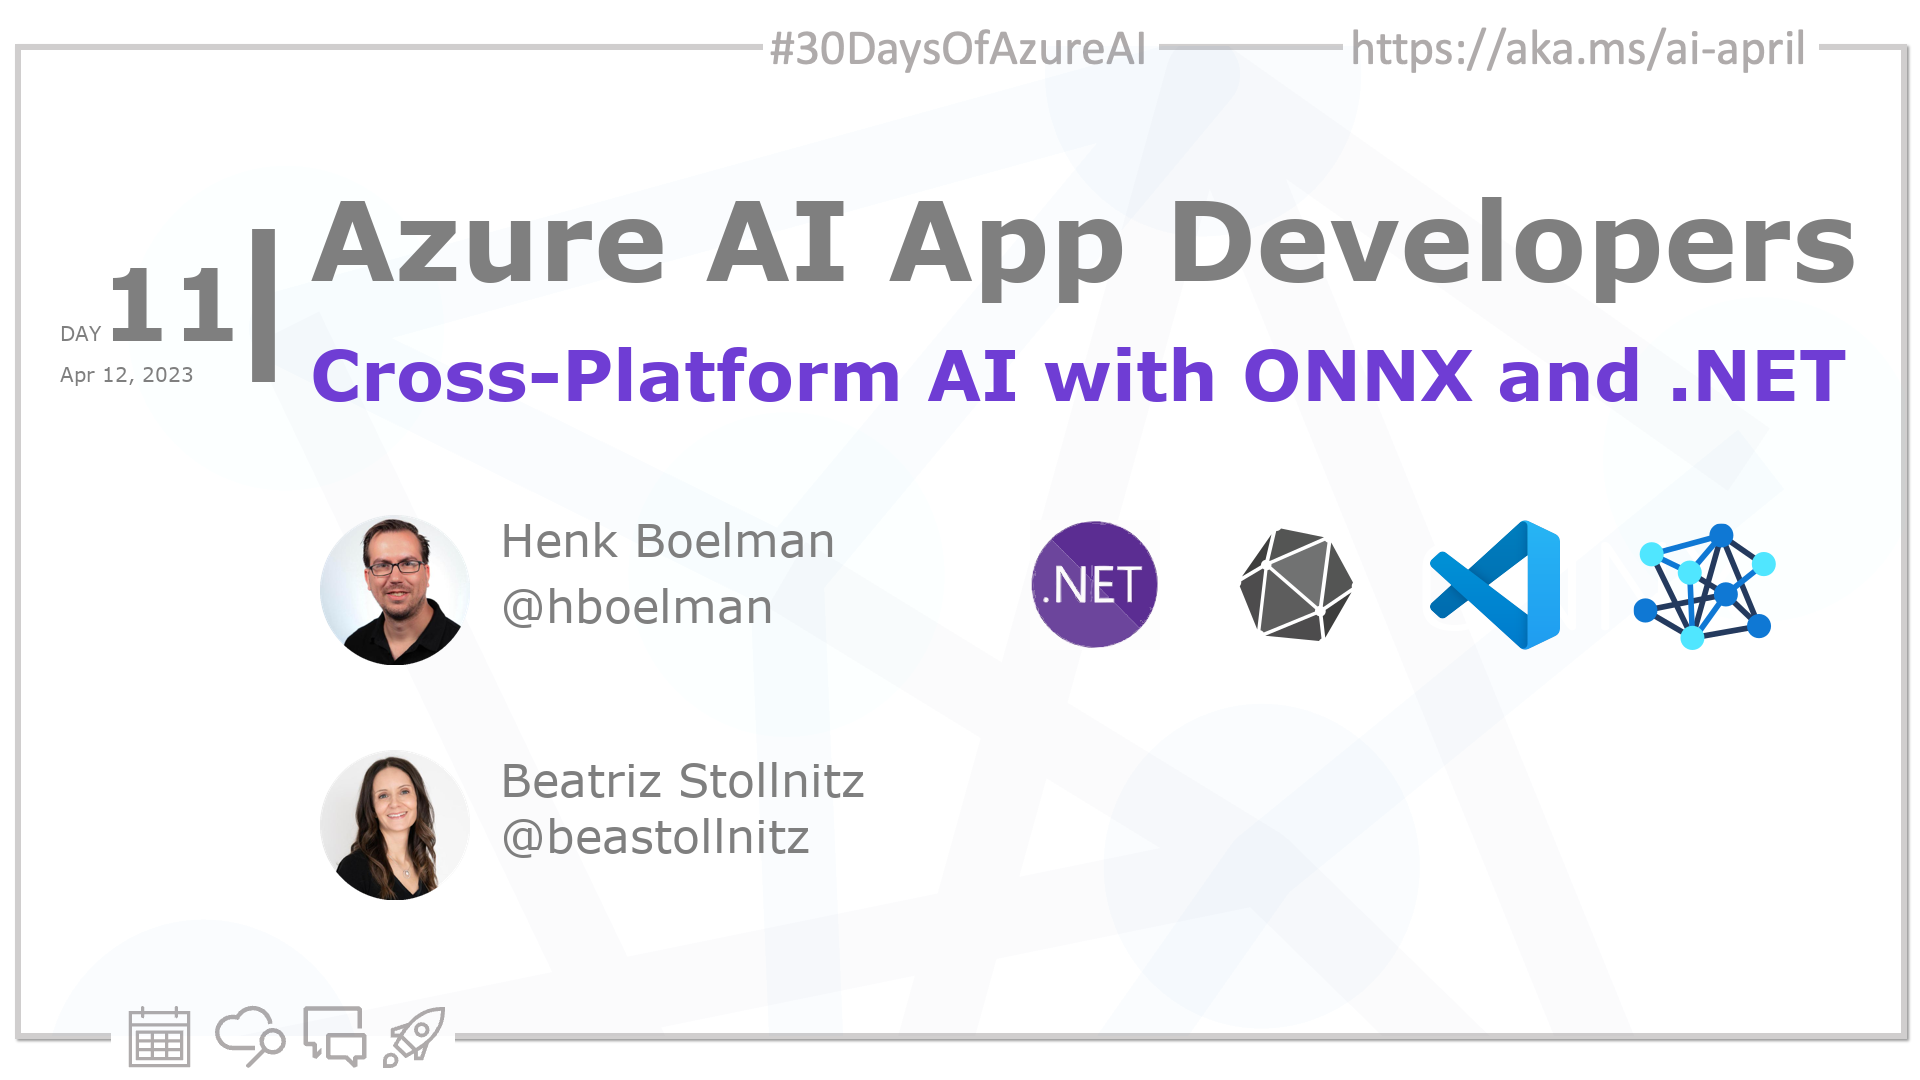 #30DaysOfAzureAI
https://aka.ms/ai-april
DAY 11
Apr 12, 2023
Azure AI App Developers
Cross-Platform AI with ONNX and .NET
Henk Boelman
@hboelman
.NET
Beatriz Stollnitz
@beastollnitz